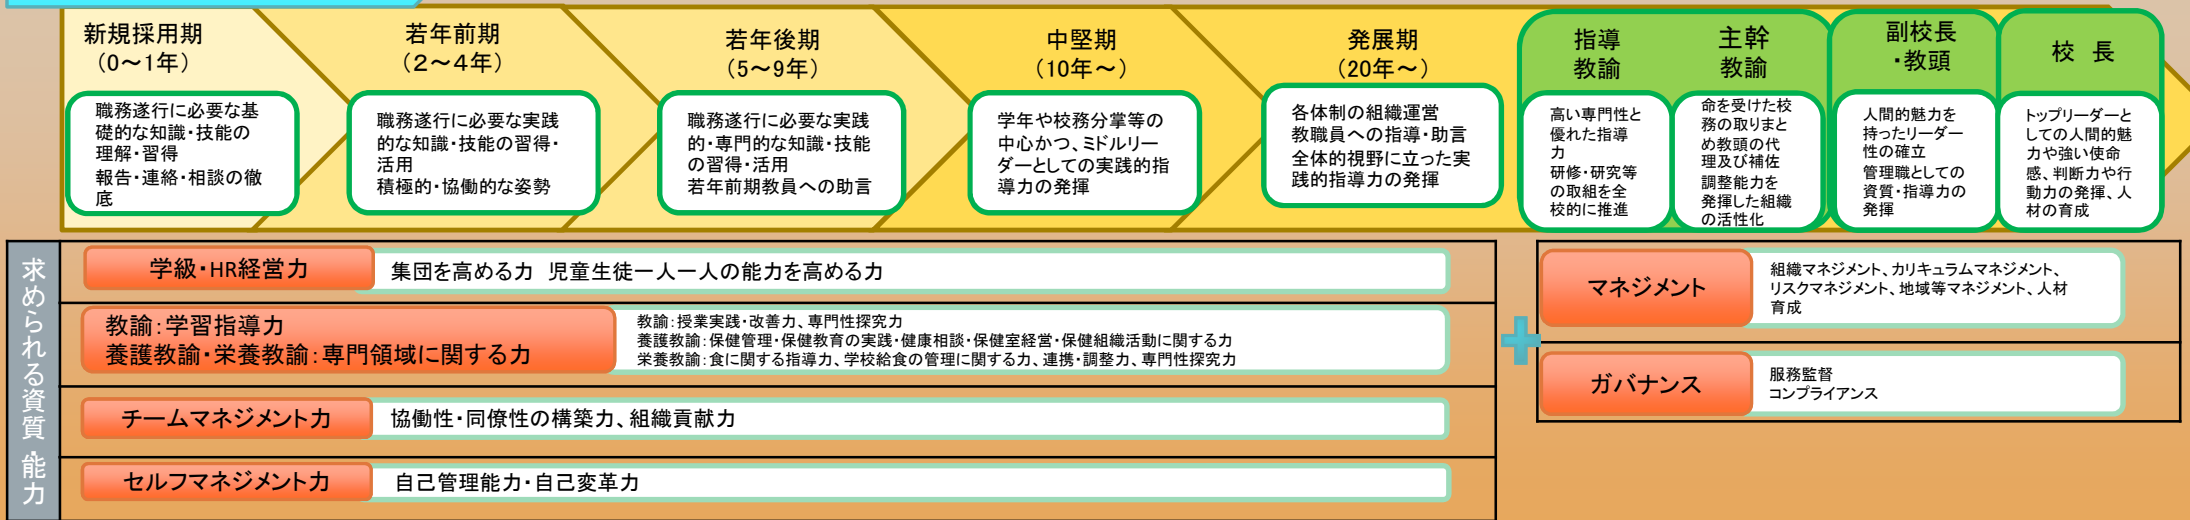 新規採用期
(0～1年)
職務遂行に必要な基
礎的な知識・技能の
理解・習得
報告・連絡・相談の徹
底
若年前期
(2～4年)
職務遂行に必要な実践
的な知識・技能の習得・
活用
積極的・協働的な姿勢
若年後期
(5～9年)
職務遂行に必要な実践
的・専門的な知識・技能
の習得・活用
若年前期教員への助言
中堅期
(10年～)
学年や校務分掌等の
中心かつ、ミドルリー
ダーとしての実践的指
導力の発揮
発展期
(20年～)
各体制の組織運営
教職員への指導・助言
全体的視野に立った実
践的指導力の発揮
指導
教諭
高い専門性と
優れた指導
力
研修・研究等
の取組を全
校的に推進
主幹
教諭
命を受けた校
務の取りまと
め教頭の代
理及び補佐
調整能力を
発揮した組織
の活性化
副校長
・教頭
人間的魅力を
持ったリーダー
性の確立
管理職としての
資質・指導力の
発揮
校 長
トップリーダーと
しての人間的魅
力や強い使命
感、判断力や行
動力の発揮、人
材の育成
求められる資質・能力
学級・HR経営力
集団を高める力 児童生徒一人一人の能力を高める力
教諭:学習指導力
養護教諭・栄養教諭:専門領域に関する力
教諭:授業実践・改善力、専門性探究力
養護教諭:保健管理・保健教育の実践・健康相談・保健室経営・保健組織活動に関する力
栄養教諭:食に関する指導力、学校給食の管理に関する力、連携・調整力、専門性探究力
チームマネジメント力
協働性・同僚性の構築力、組織貢献力
セルフマネジメント力
自己管理能力・自己変革力
マネジメント
組織マネジメント、カリキュラムマネジメント、
リスクマネジメント、地域等マネジメント、人材
育成
ガバナンス
服務監督
コンプライアンス